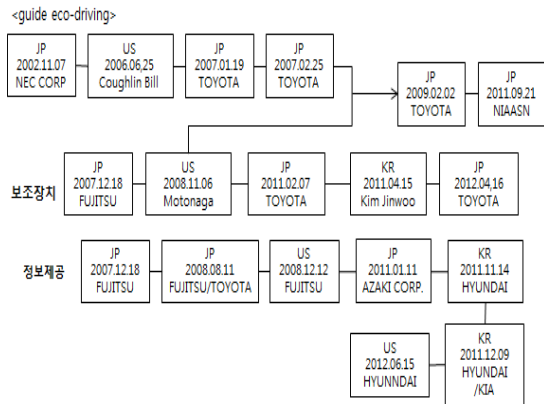 <guide eco-driving>
JP
2002.11.07
NEC CORP
US
2006.06,25
Coughlin Bill
JP
2007.01.19
TOYOTA
JP
2007.02.25
TOYOTA
JP
2009.02.02
TOYOTA
JP
2011.09.21
NIAASN
보조장치
JP
2007.12.18
FUJITSU
US
2008.11.06
Motonaga
JP
2011.02.07
TOYOTA
KR
2011.04.15
Kim Jinwoo
JP
2012.04,16
TOYOTA
정보제공
JP
2007.12.18
FUJITSU
JP
2008.08.11
FUJITSU/TOYOTA
US
2008.12.12
FUJITSU
JP
2011.01.11
AZAKI CORP.
KR
2011.11.14
HYUNDAI
US
2012.06.15
HYUNNDAI
KR
2011.12.09
HYUNDAI
/KIA